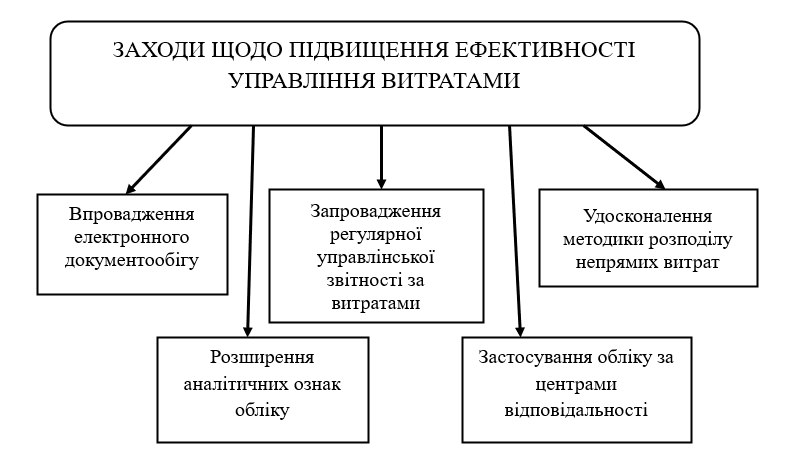 ЗАХОДИ ЩОДО ПІДВИЩЕННЯ ЕФЕКТИВНОСТІ
УПРАВЛІННЯ ВИТРАТАМИ
Впровадження
електронного
документообігу
Запровадження
регулярної
управлінської
звітності за
витратами
Удосконалення
методики розподілу
непрямих витрат
Розширення
аналітичних ознак
обліку
Застосування обліку за
центрами
відповідальності